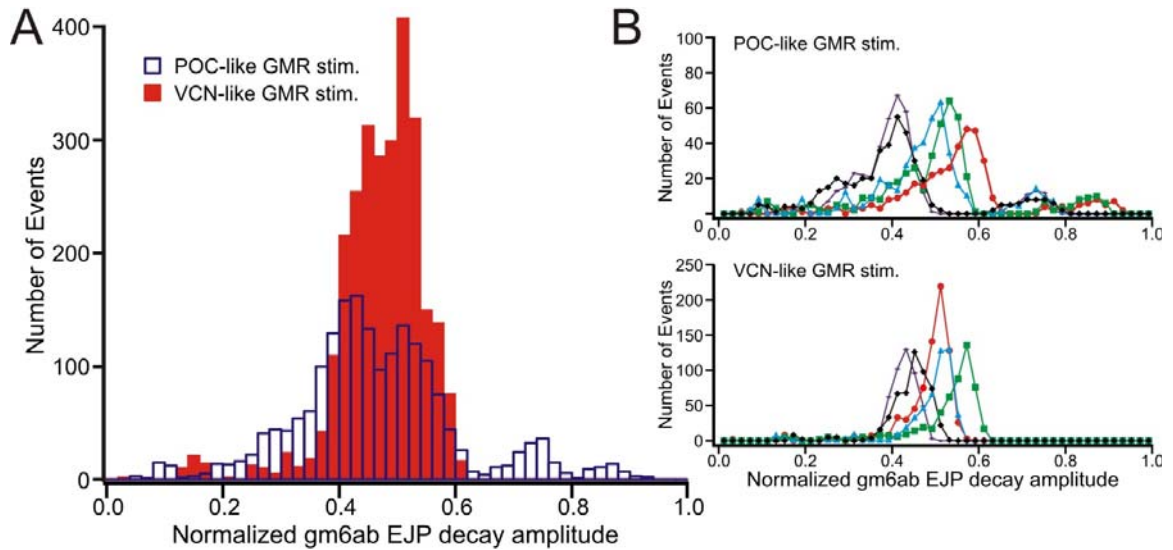 A
400
300
200
100
0
Number of Events
POC-like GMR stim.
VCN-like GMR stim.
0.0 0.2 0.4 0.6 0.8 1.0
Normalized gm6ab EJP decay amplitude
B
POC-like GMR stim.
100
80
60
40
20
0
Number of Events
0.0 0.2 0.4 0.6 0.8 1.0
VCN-like GMR stim.
250
200
150
100
50
0
Number of Events
0.0 0.2 0.4 0.6 0.8 1.0
Normalized gm6ab EJP decay amplitude